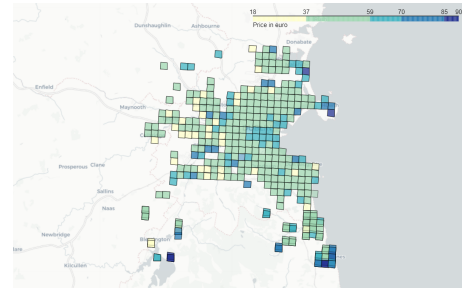 18 37 59 70 85 90
Price in euro
Dunshaughlin
Ashbourne
Donabate
Enfield
Maynooth
Prosperous
Clane
Sallins
Naas
Newbridge
Kilcullen